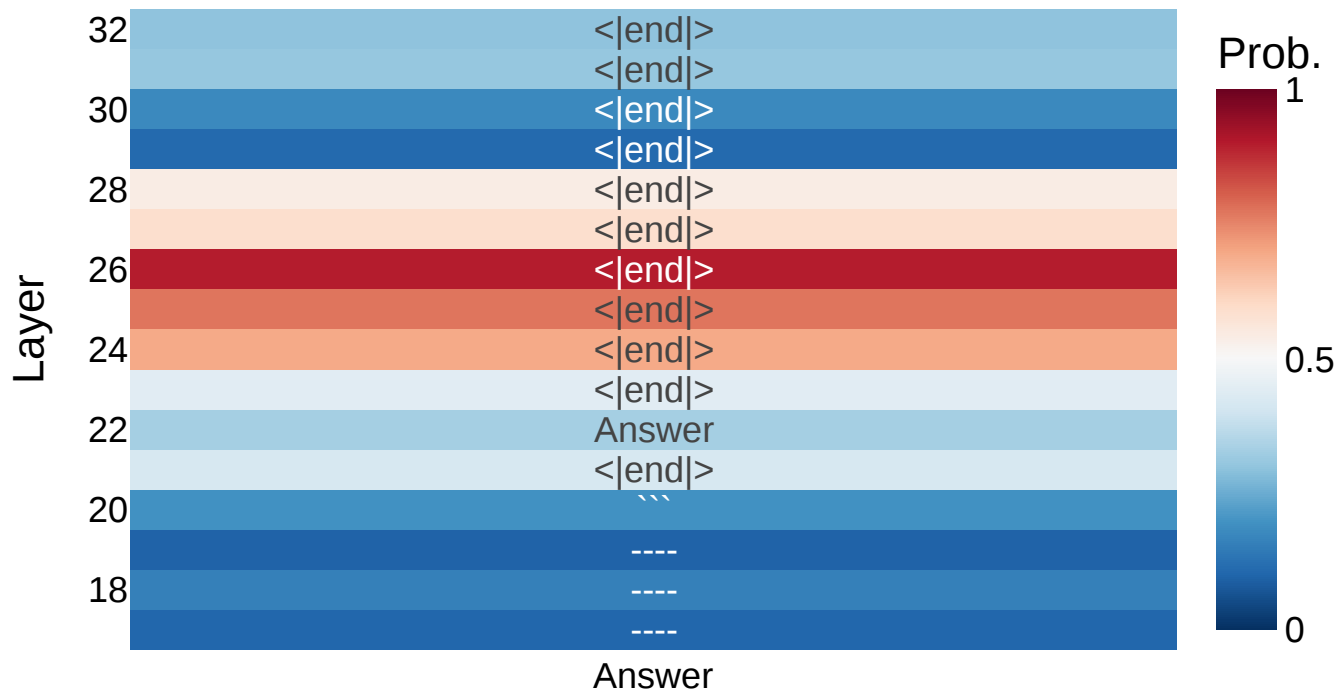 Prob.
32 <|end|>
<|end|>
1
30 <|end|>
<|end|>
28 <|end|>
<|end|>
26 <|end|>
Layer
<|end|>
24 <|end|>
0.5
<|end|>
22 Answer
<|end|>
20 ```
----
18 ----
----
0
Answer